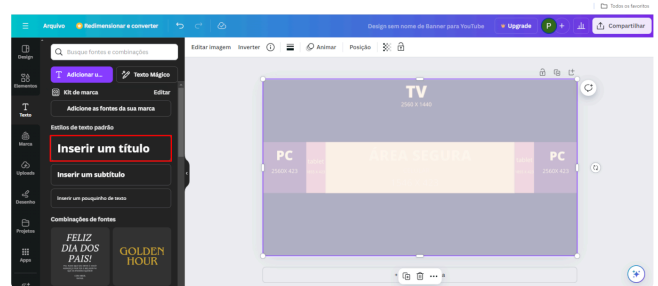 Todos os favoritos
Arquivo
Redimensionar e converter
Design sem nome de Banner para YouTube
Upgrade
P
Compartilhar
Design
Elementos
Texto
Marca
Uploads
Desenho
Projetos
Apps
Busque fontes e combinações
T Adicionar u...
Texto Mágico
Kit de marca
Editar
Adicione as fontes da sua marca
Estilos de texto padrão
Inserir um título
Inserir um subtítulo
Inserir um pouquinho de texto
Combinações de fontes
FELIZ
DIA DOS
PAIS!
GOLDEN
HOUR
Editar imagem
Inserter
Animar
Posição
TV
2560 X 1440
PC
2560X 423
ÁREA SEGURA
PC
2560X 423